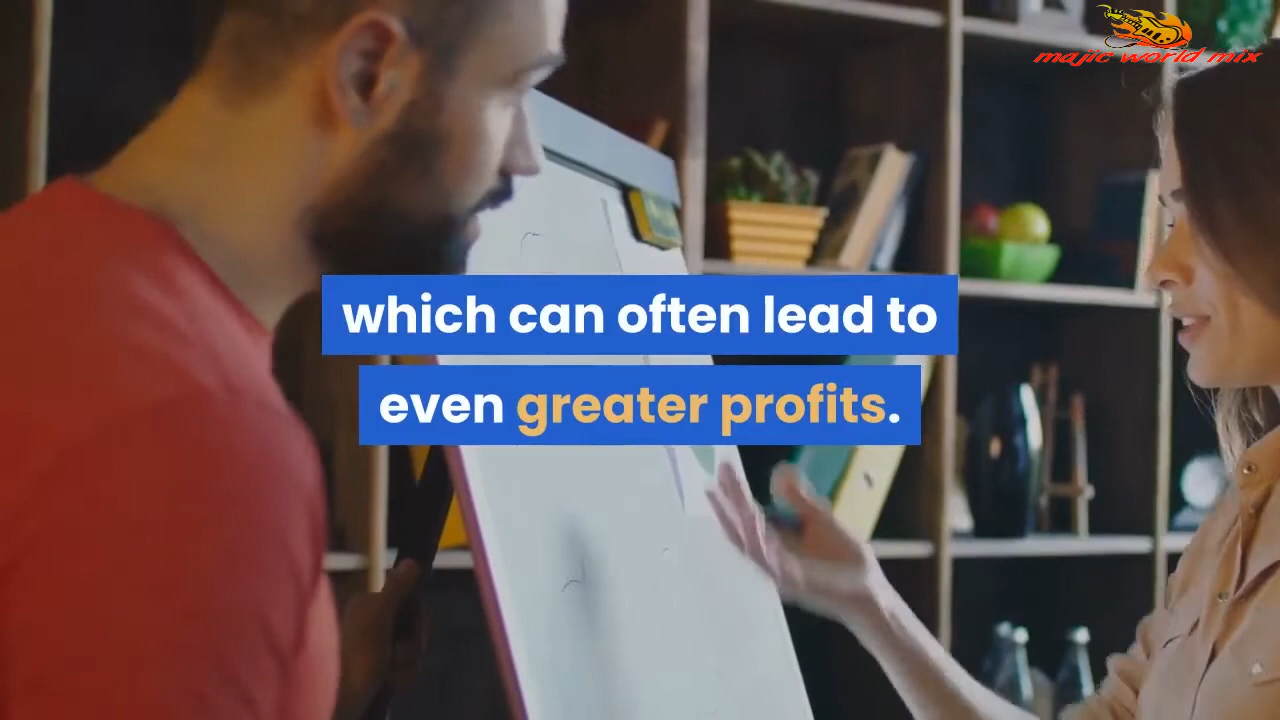 majic world mix
which can often lead to
even greater profits.